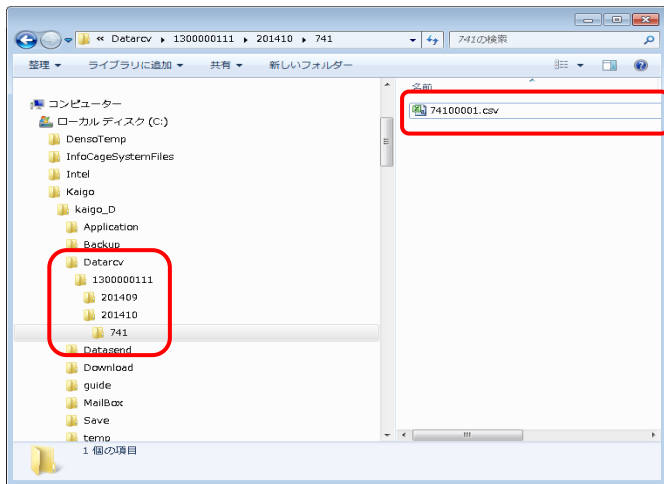 « Datarcv ▸ 1300000111 ▸ 201410 ▸ 741
741の検索
整理 ライブラリに追加 共有 新しいフォルダー
コンピューター
ローカル ディスク (C:)
DensoTemp
InfoCageSystemFiles
Intel
Kaigo
kaigo_D
Application
Backup
Datarcv
1300000111
201409
201410
741
Datasend
Download
guide
MailBox
Save
temp
名前
74100001.csv
1 個の項目